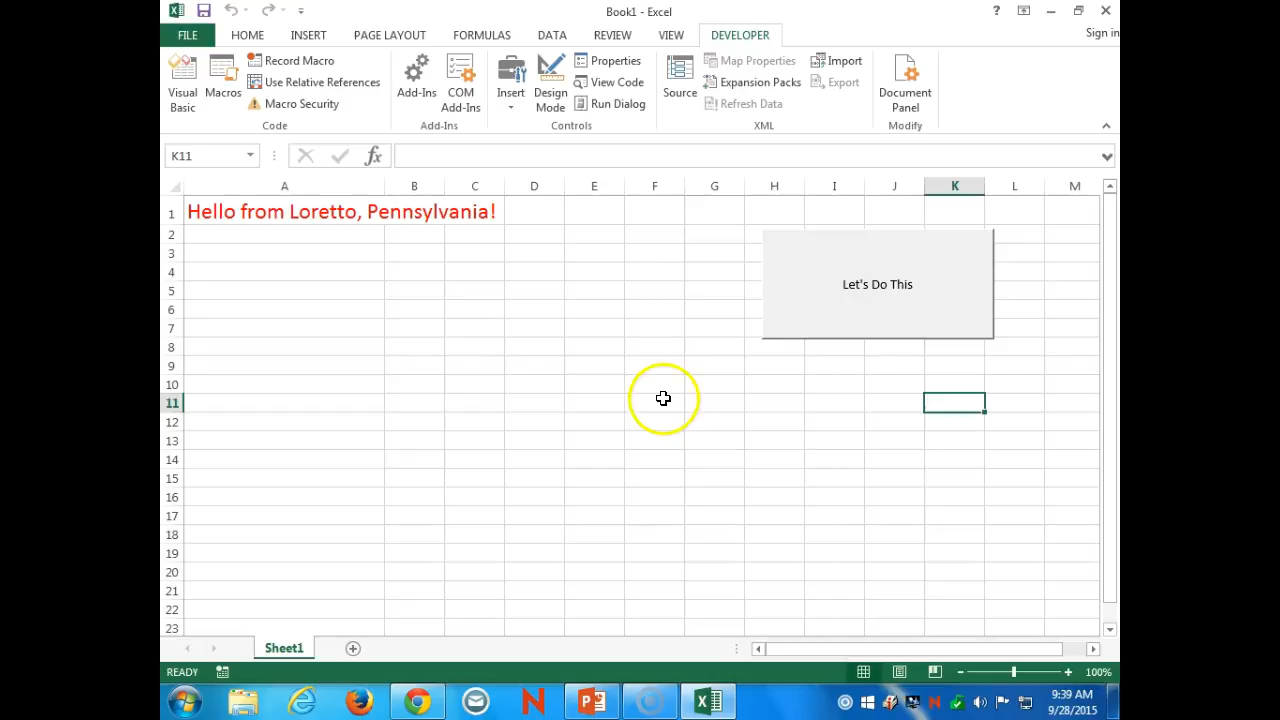 Book1 - Excel
?
FILE HOME INSERT PAGE LAYOUT FORMULAS DATA REVIEW VIEW DEVELOPER Sign in
Visual Basic
Macros
Record Macro
Use Relative References
Macro Security
Code
Add-Ins
COM Add-Ins
Add-Ins
Insert
Design Mode
Properties
View Code
Run Dialog
Controls
Source
Map Properties
Expansion Packs
Refresh Data
Import
Export
XML
Document Panel
Modify
K11 fx
A B C D E F G H I J K L M
1 Hello from Loretto, Pennsylvania!
2
3
4
5
Let's Do This
6
7
8
9
10
11
12
13
14
15
16
17
18
19
20
21
22
23
Sheet1
READY 100%
9:39 AM
9/28/2015